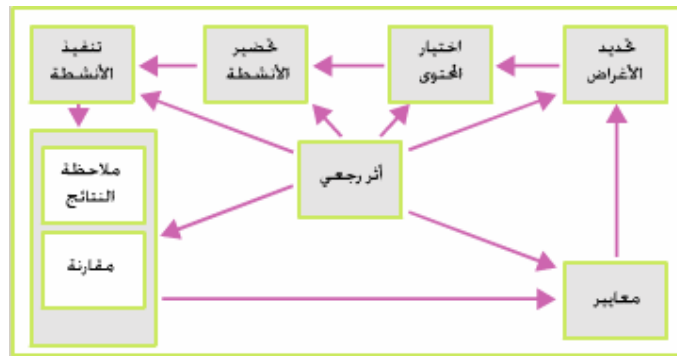 تحديد
الأغراض
اختيار
المحتوى
تحضير
الأنشطة
تنفيذ
الأنشطة
أثر رجعي
ملاحظة
النتائج
مقارنة
معايير